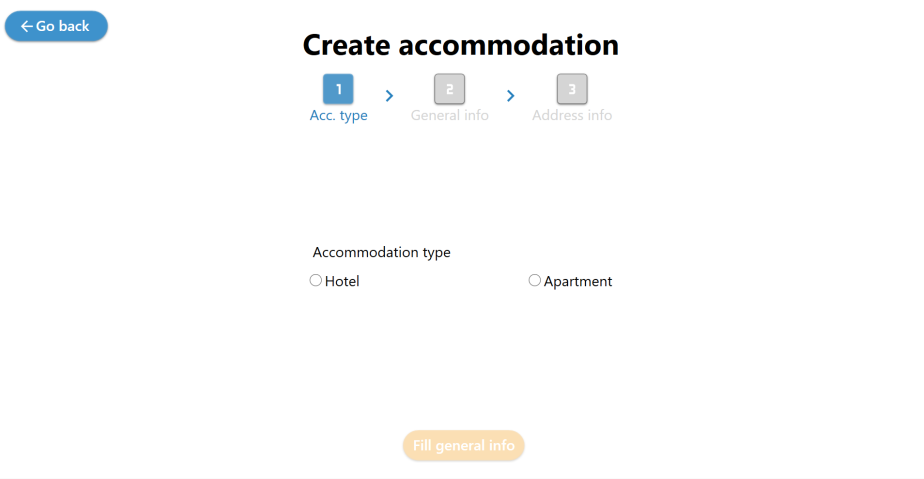 Go back
Create accommodation
1 2 3
Acc. type General info Address info
Accommodation type
Hotel Apartment
Fill general info